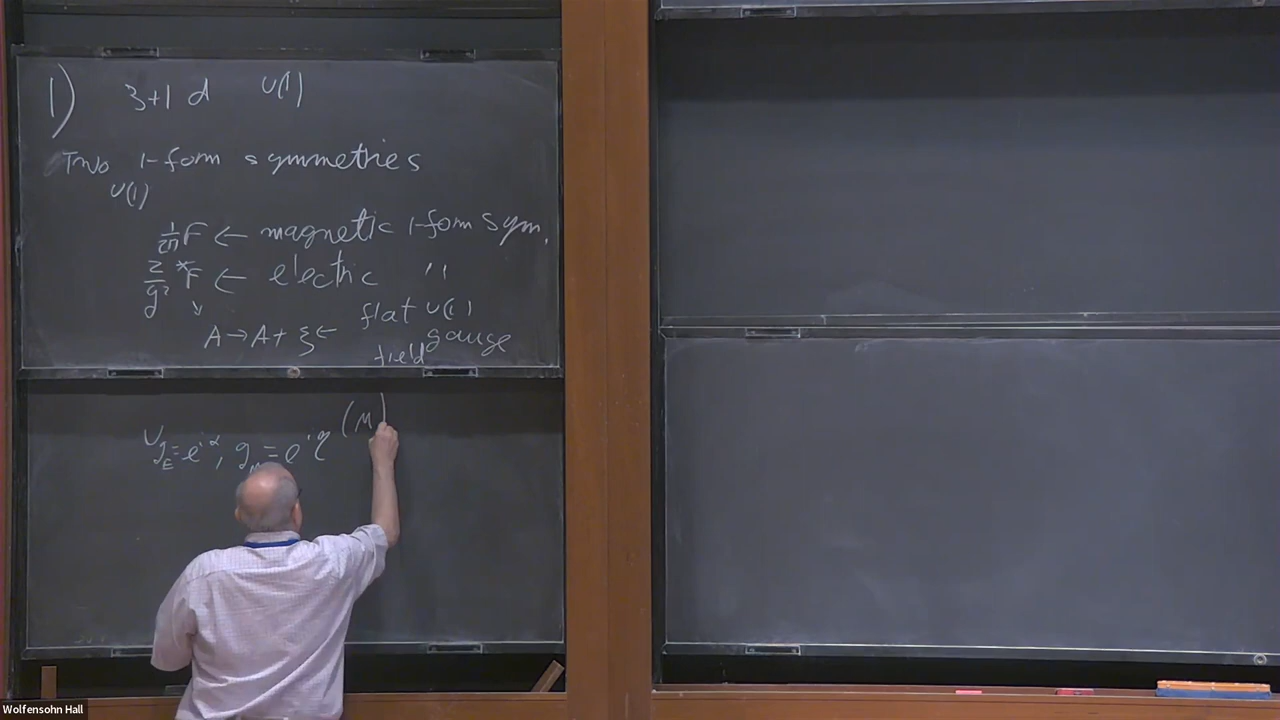 1) 3+1 d U(1)
Two 1-form symmetries
U(1)
1/2π F ← magnetic 1-form sym.
2/g² *F ← electric "
↘ flat U(1)
A→A+ξ← gauge
field
U g_E = e^{iα}, g_M = e^{iη} (M)
Wolfensohn Hall